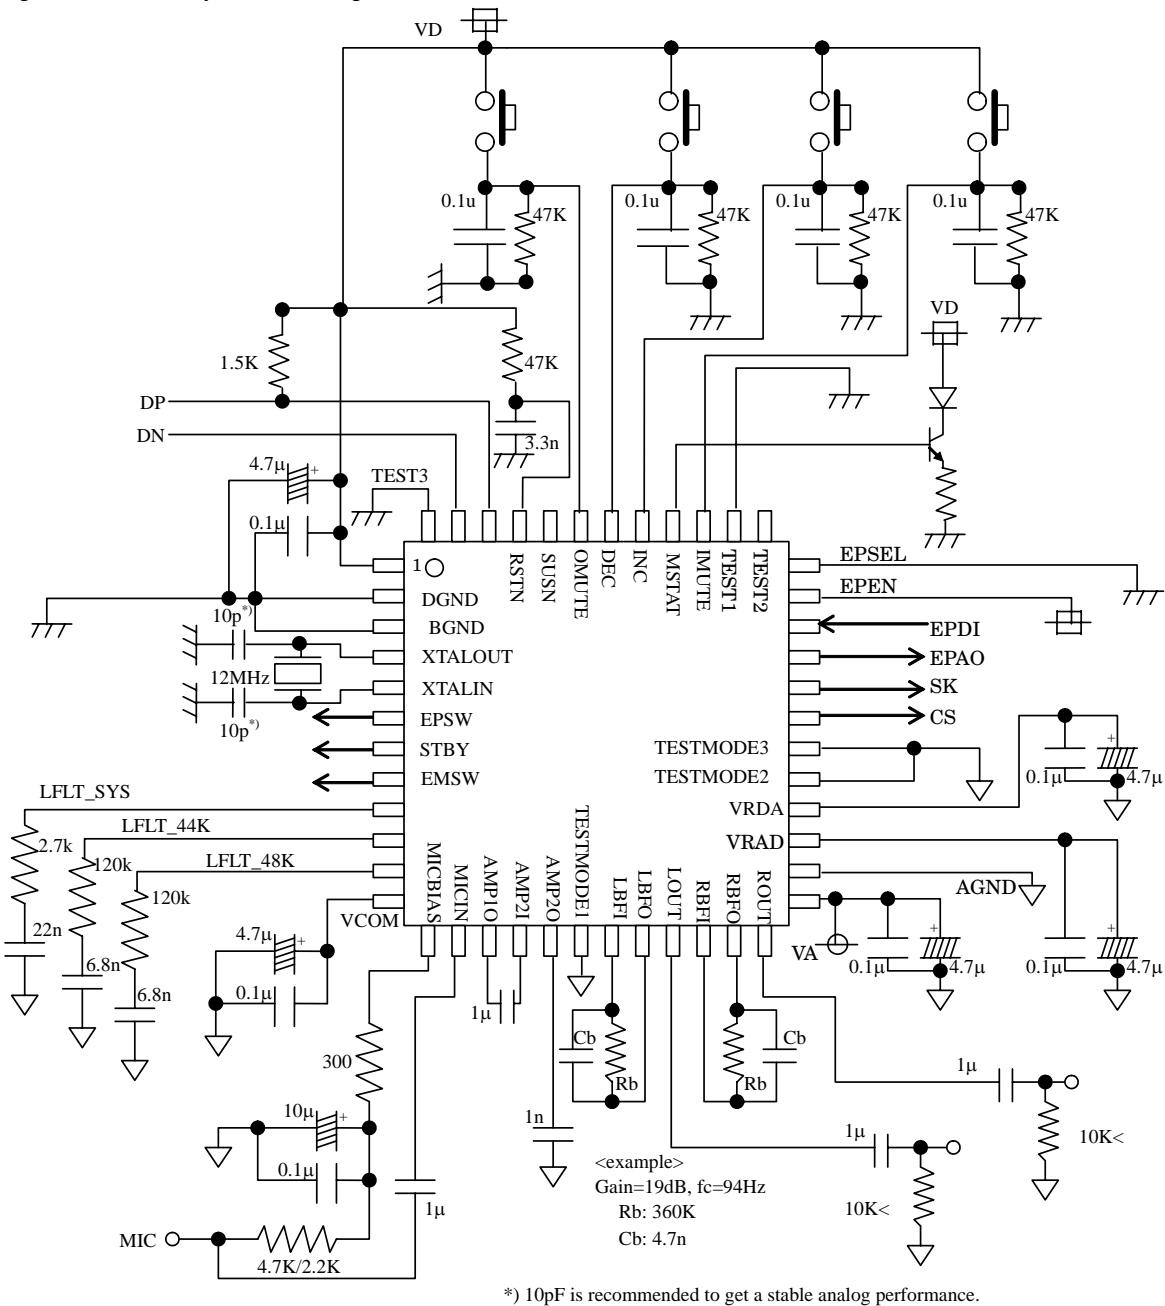 VD
0.1u
47K
0.1u
47K
0.1u
47K
0.1u
47K
VD
1.5K
47K
DP
DN
3.3n
4.7μ
+
TEST3
0.1μ
1
RSTN
SUSN
OMUTE
DEC
INC
MSTAT
IMUTE
TEST1
TEST2
EPSEL
DGND
EPEN
10p*)
BGND
EPDI
XTALOUT
EPAO
12MHz
XTALIN
SK
10p*)
EPSW
CS
STBY
TESTMODE3
EMSW
TESTMODE2
+
0.1μ
4.7μ
LFLT_SYS
VRDA
2.7k
LFLT_44K
VRAD
120k
LFLT_48K
AGND
120k
VCOM
MICBIAS
MICIN
AMP1O
AMP2I
AMP2O
TESTMODE1
LBFI
LBFO
LOUT
RBFI
RBFO
ROUT
22n
4.7μ
+
VA
+
0.1μ
4.7μ
+
0.1μ
4.7μ
6.8n
6.8n
0.1μ
1μ
Cb
Rb
Cb
Rb
300
1μ
10μ
+
1n
1μ
10K<
0.1μ
<example>
Gain=19dB, fc=94Hz
Rb: 360K
Cb: 4.7n
10K<
1μ
MIC
4.7K/2.2K
*) 10pF is recommended to get a stable analog performance.